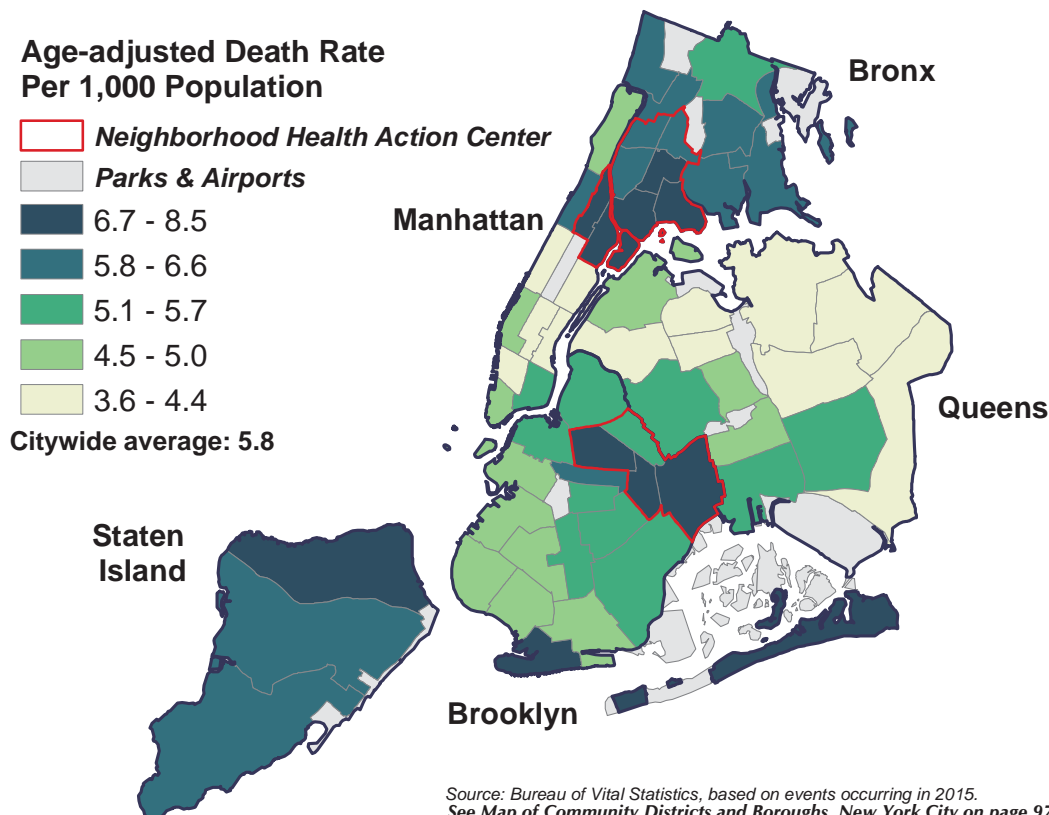 Age-adjusted Death Rate
Per 1,000 Population
Neighborhood Health Action Center
Parks & Airports
6.7 - 8.5
5.8 - 6.6
5.1 - 5.7
4.5 - 5.0
3.6 - 4.4
Citywide average: 5.8
Bronx
Manhattan
Queens
Staten
Island
Brooklyn
Source: Bureau of Vital Statistics, based on events occurring in 2015.
See Map of Community Districts and Boroughs, New York City on page 97